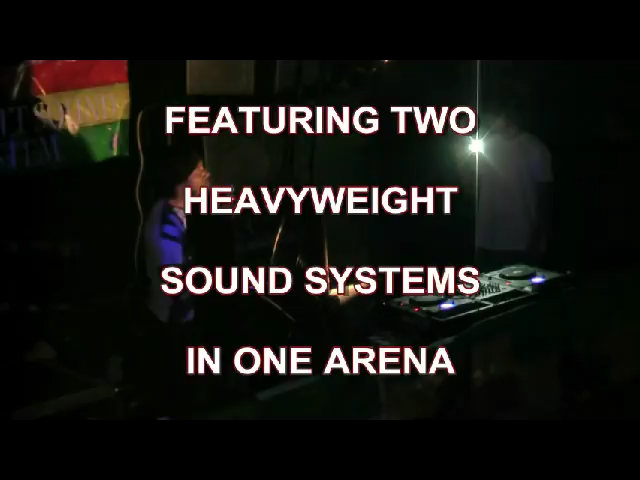 FEATURING TWO
HEAVYWEIGHT
SOUND SYSTEMS
IN ONE ARENA